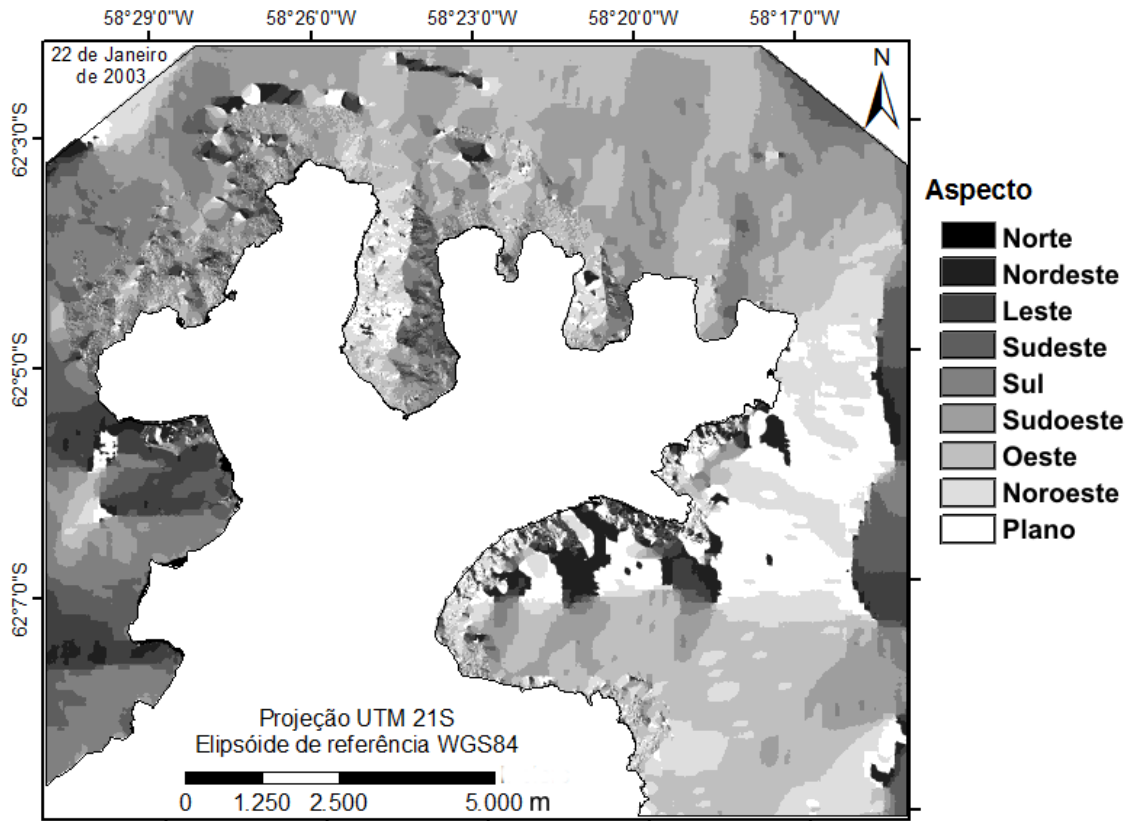 58°29'0"W 58°26'0"W 58°23'0"W 58°20'0"W 58°17'0"W
22 de Janeiro
de 2003
N
62°3'0"S
62°5'0"S
62°7'0"S
Aspecto
Norte
Nordeste
Leste
Sudeste
Sul
Sudoeste
Oeste
Noroeste
Plano
Projeção UTM 21S
Elipsóide de referência WGS84
0 1.250 2.500 5.000 m